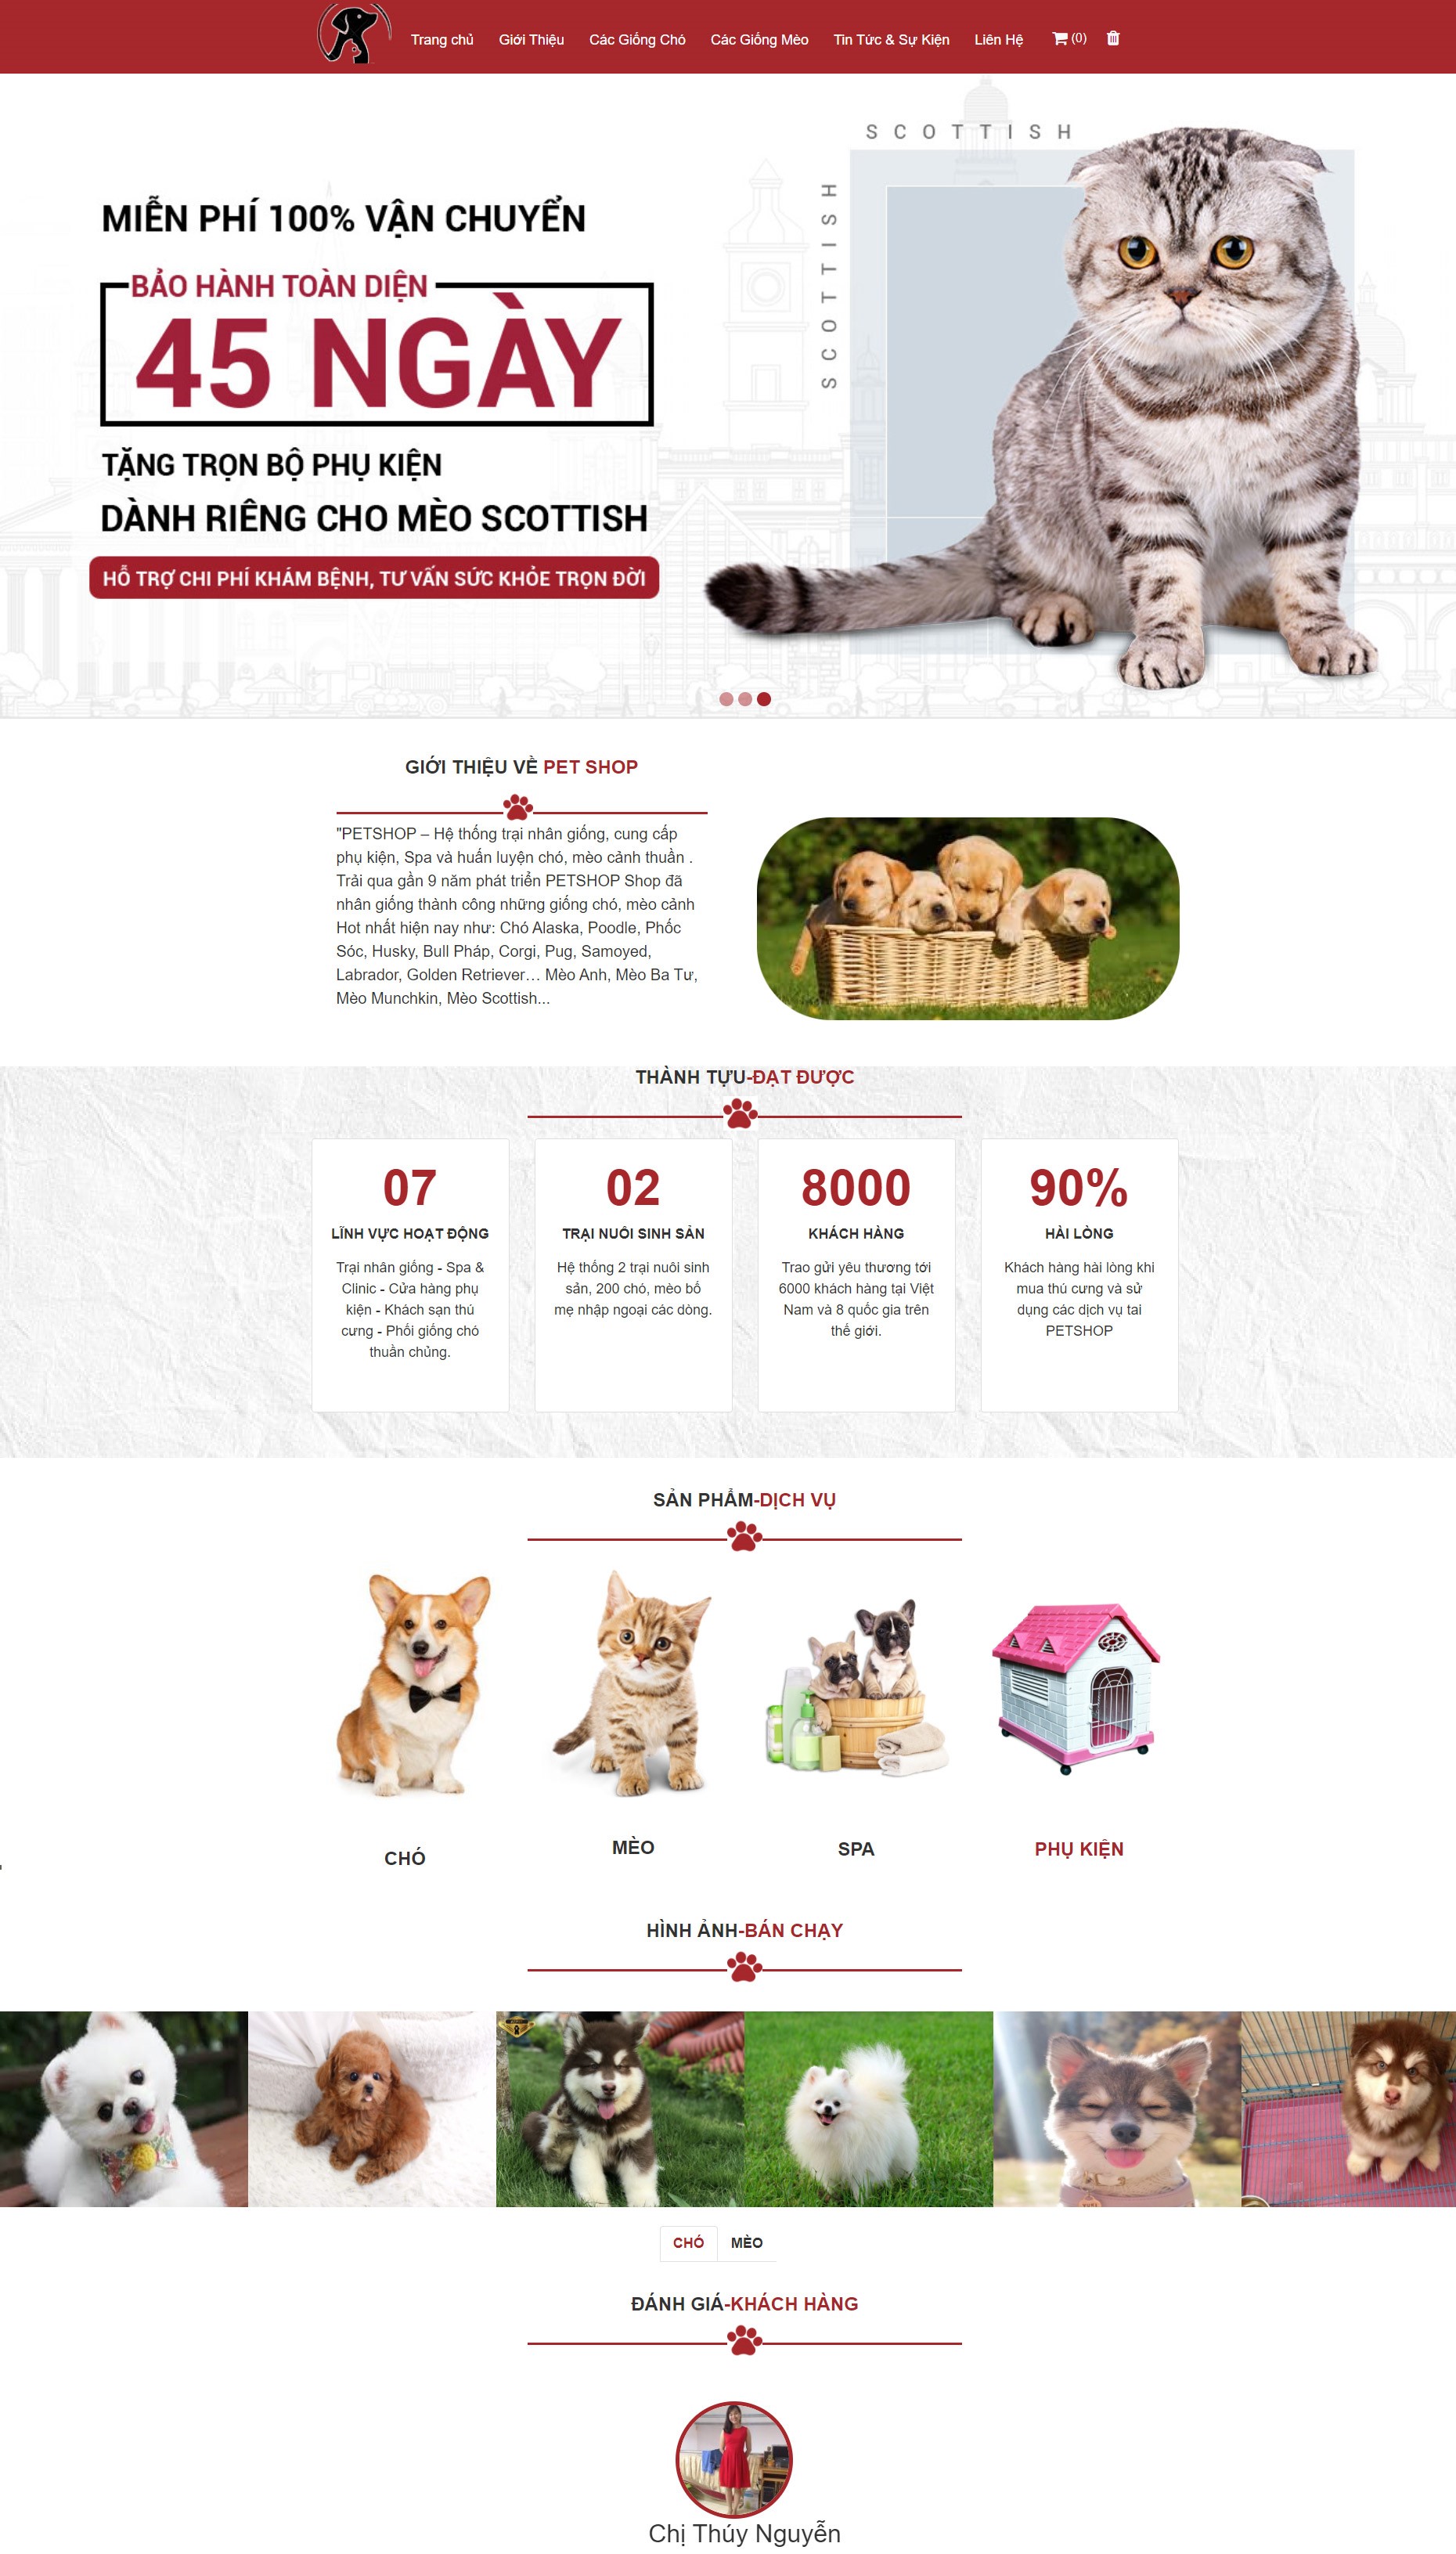 Trang chủ Giới Thiệu Các Giống Chó Các Giống Mèo Tin Tức & Sự Kiện Liên Hệ (0)
SCOTTISH
SCOTTISH
MIỄN PHÍ 100% VẬN CHUYỂN
BẢO HÀNH TOÀN DIỆN
45 NGÀY
TẶNG TRỌN BỘ PHỤ KIỆN
DÀNH RIÊNG CHO MÈO SCOTTISH
HỖ TRỢ CHI PHÍ KHÁM BỆNH, TƯ VẤN SỨC KHỎE TRỌN ĐỜI
GIỚI THIỆU VỀ PET SHOP
"PETSHOP – Hệ thống trại nhân giống, cung cấp
phụ kiện, Spa và huấn luyện chó, mèo cảnh thuần .
Trải qua gần 9 năm phát triển PETSHOP Shop đã
nhân giống thành công những giống chó, mèo cảnh
Hot nhất hiện nay như: Chó Alaska, Poodle, Phốc
Sóc, Husky, Bull Pháp, Corgi, Pug, Samoyed,
Labrador, Golden Retriever… Mèo Anh, Mèo Ba Tư,
Mèo Munchkin, Mèo Scottish...
THÀNH TỰU-ĐẠT ĐƯỢC
07
LĨNH VỰC HOẠT ĐỘNG
Trại nhân giống - Spa &
Clinic - Cửa hàng phụ
kiện - Khách sạn thú
cưng - Phối giống chó
thuần chủng.
02
TRẠI NUÔI SINH SẢN
Hệ thống 2 trại nuôi sinh
sản, 200 chó, mèo bố
mẹ nhập ngoại các dòng.
8000
KHÁCH HÀNG
Trao gửi yêu thương tới
6000 khách hàng tại Việt
Nam và 8 quốc gia trên
thế giới.
90%
HÀI LÒNG
Khách hàng hài lòng khi
mua thú cưng và sử
dụng các dịch vụ tai
PETSHOP
SẢN PHẨM-DỊCH VỤ
CHÓ
MÈO
SPA
PHỤ KIỆN
HÌNH ẢNH-BÁN CHẠY
CHÓ MÈO
ĐÁNH GIÁ-KHÁCH HÀNG
Chị Thúy Nguyễn